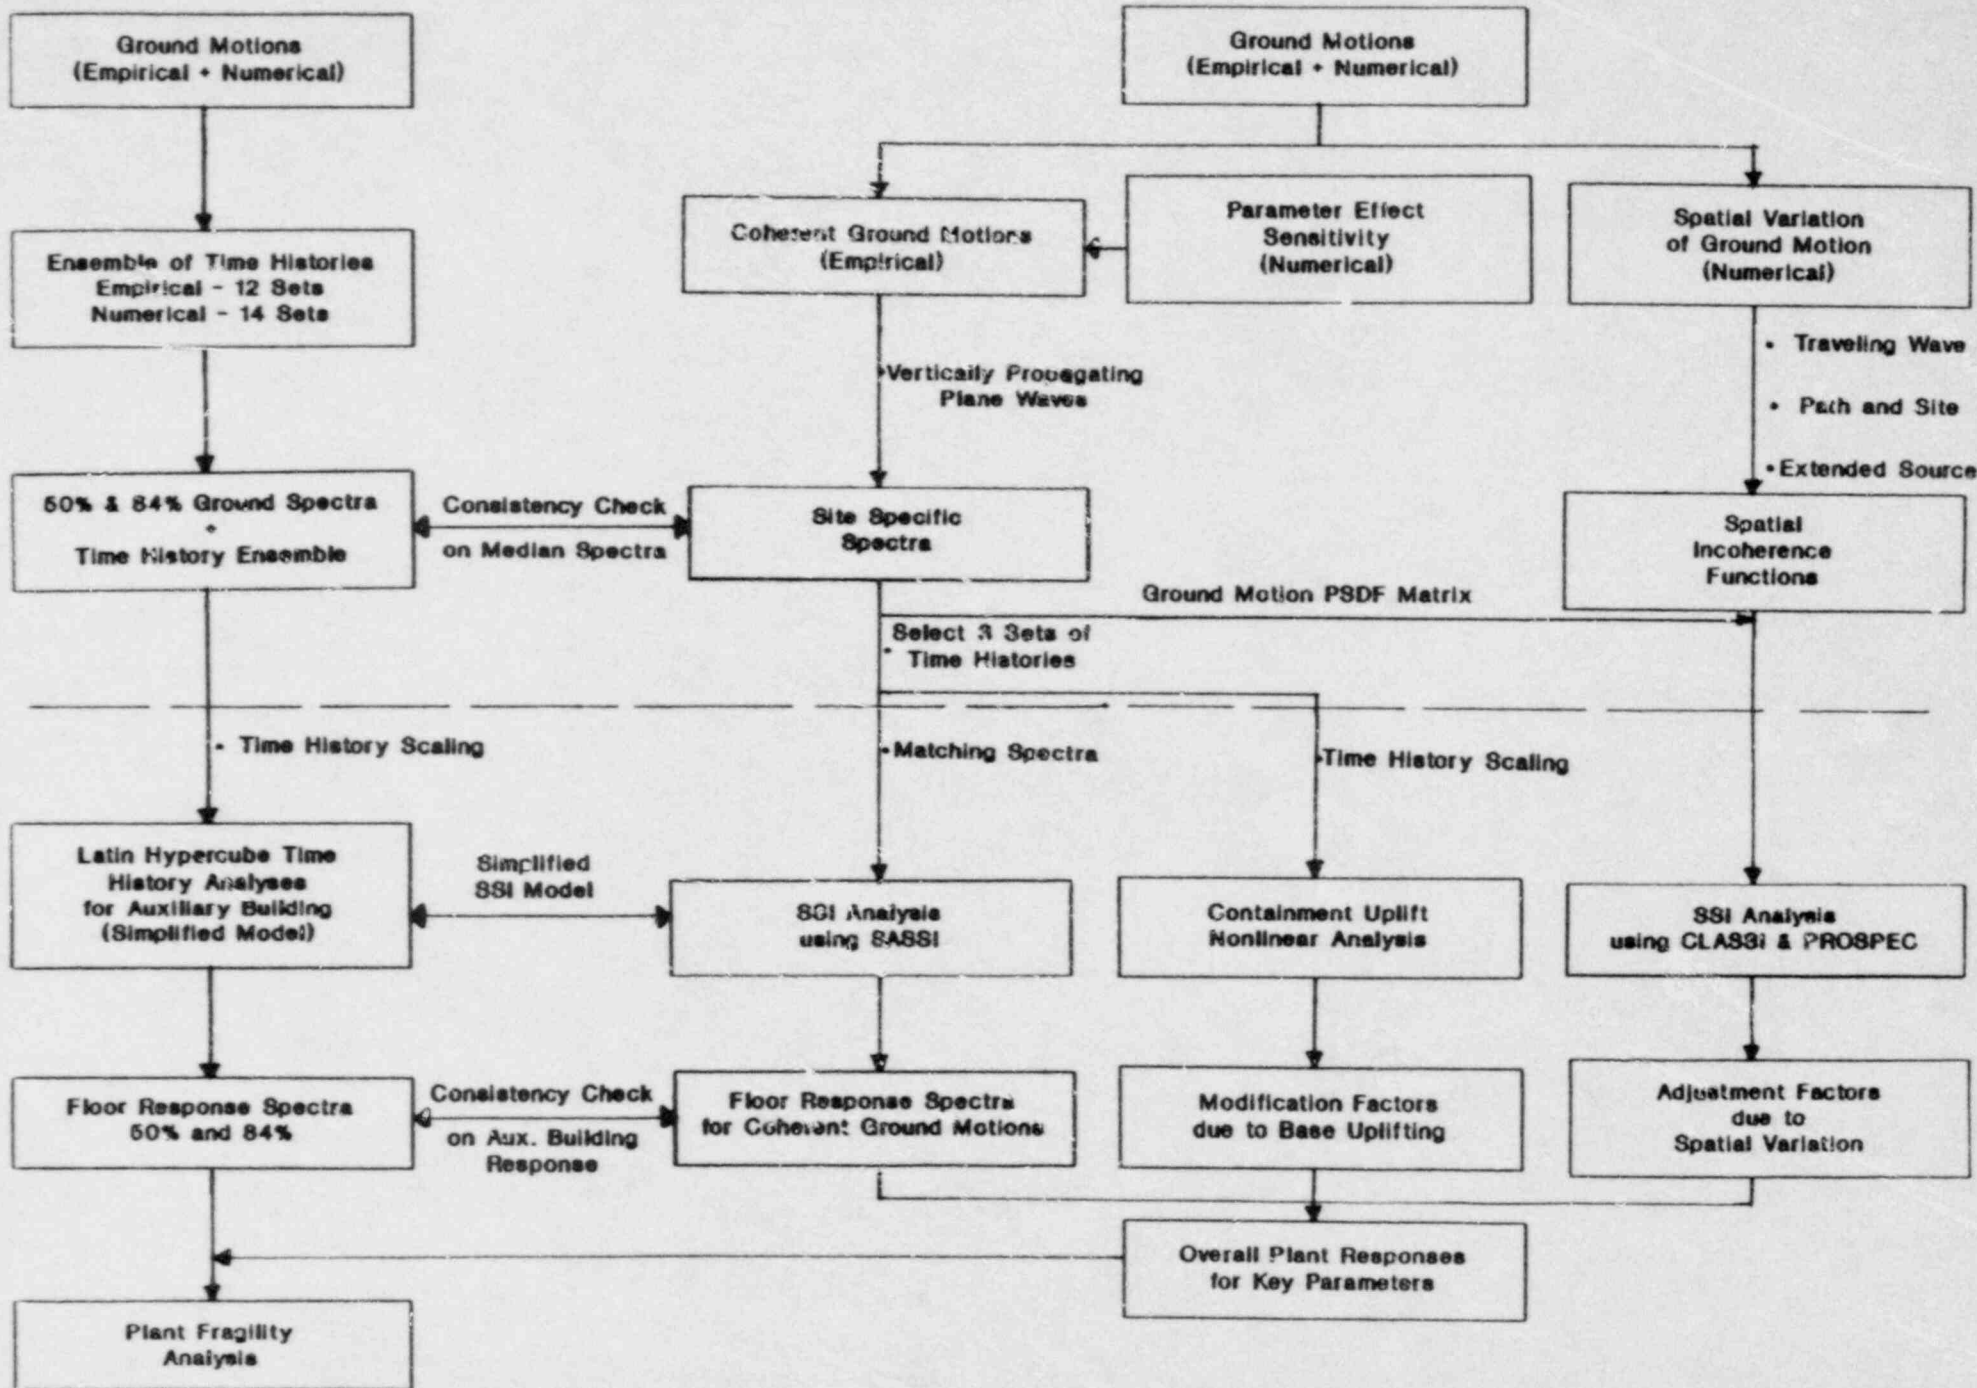 Ground Motions
(Empirical + Numerical)
Ground Motions
(Empirical + Numerical)
Ensemble of Time Histories
Empirical - 12 Sets
Numerical - 14 Sets
Coherent Ground Motions
(Empirical)
Parameter Effect
Sensitivity
(Numerical)
Spatial Variation
of Ground Motion
(Numerical)
• Vertically Propagating
Plane Waves
• Traveling Wave
• Path and Site
• Extended Source
50% & 84% Ground Spectra
+
Time History Ensemble
Consistency Check
on Median Spectra
Site Specific
Spectra
Spatial
Incoherence
Functions
Ground Motion PSDF Matrix
Select 3 Sets of
• Time Histories
• Time History Scaling
• Matching Spectra
• Time History Scaling
Latin Hypercube Time
History Analyses
for Auxiliary Building
(Simplified Model)
Simplified
SSI Model
SSI Analysis
using SASSI
Containment Uplift
Nonlinear Analysis
SSI Analysis
using CLASSI & PROSPEC
Floor Response Spectra
50% and 84%
Consistency Check
on Aux. Building
Response
Floor Response Spectra
for Coherent Ground Motions
Modification Factors
due to Base Uplifting
Adjustment Factors
due to
Spatial Variation
Overall Plant Responses
for Key Parameters
Plant Fragility
Analysis